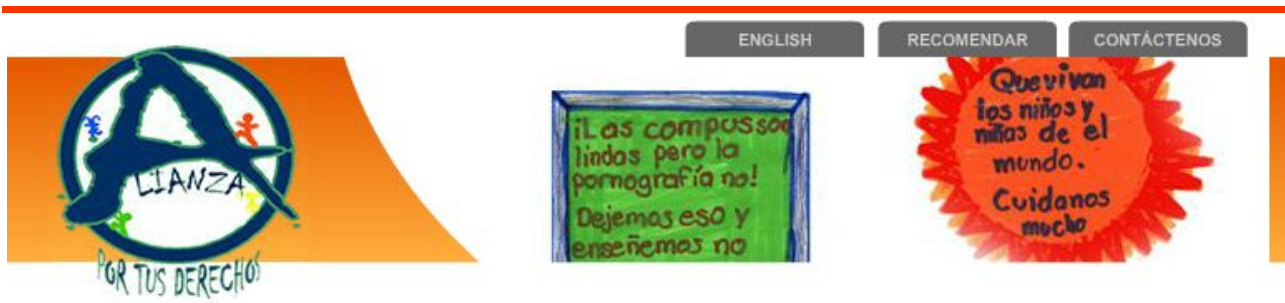 ENGLISH
RECOMENDAR
CONTÁCTENOS
ALIANZA
POR TUS DERECHOS
¡Las compus son
lindas pero la
pornografía no!
Dejemos eso y
enseñemos no
Que vivan
los niños y
niñas de el
mundo.
Cuidanos
mucho